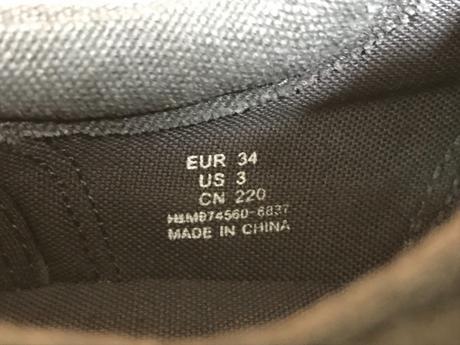 EUR 34
US 3
CN 220
MADE IN CHINA